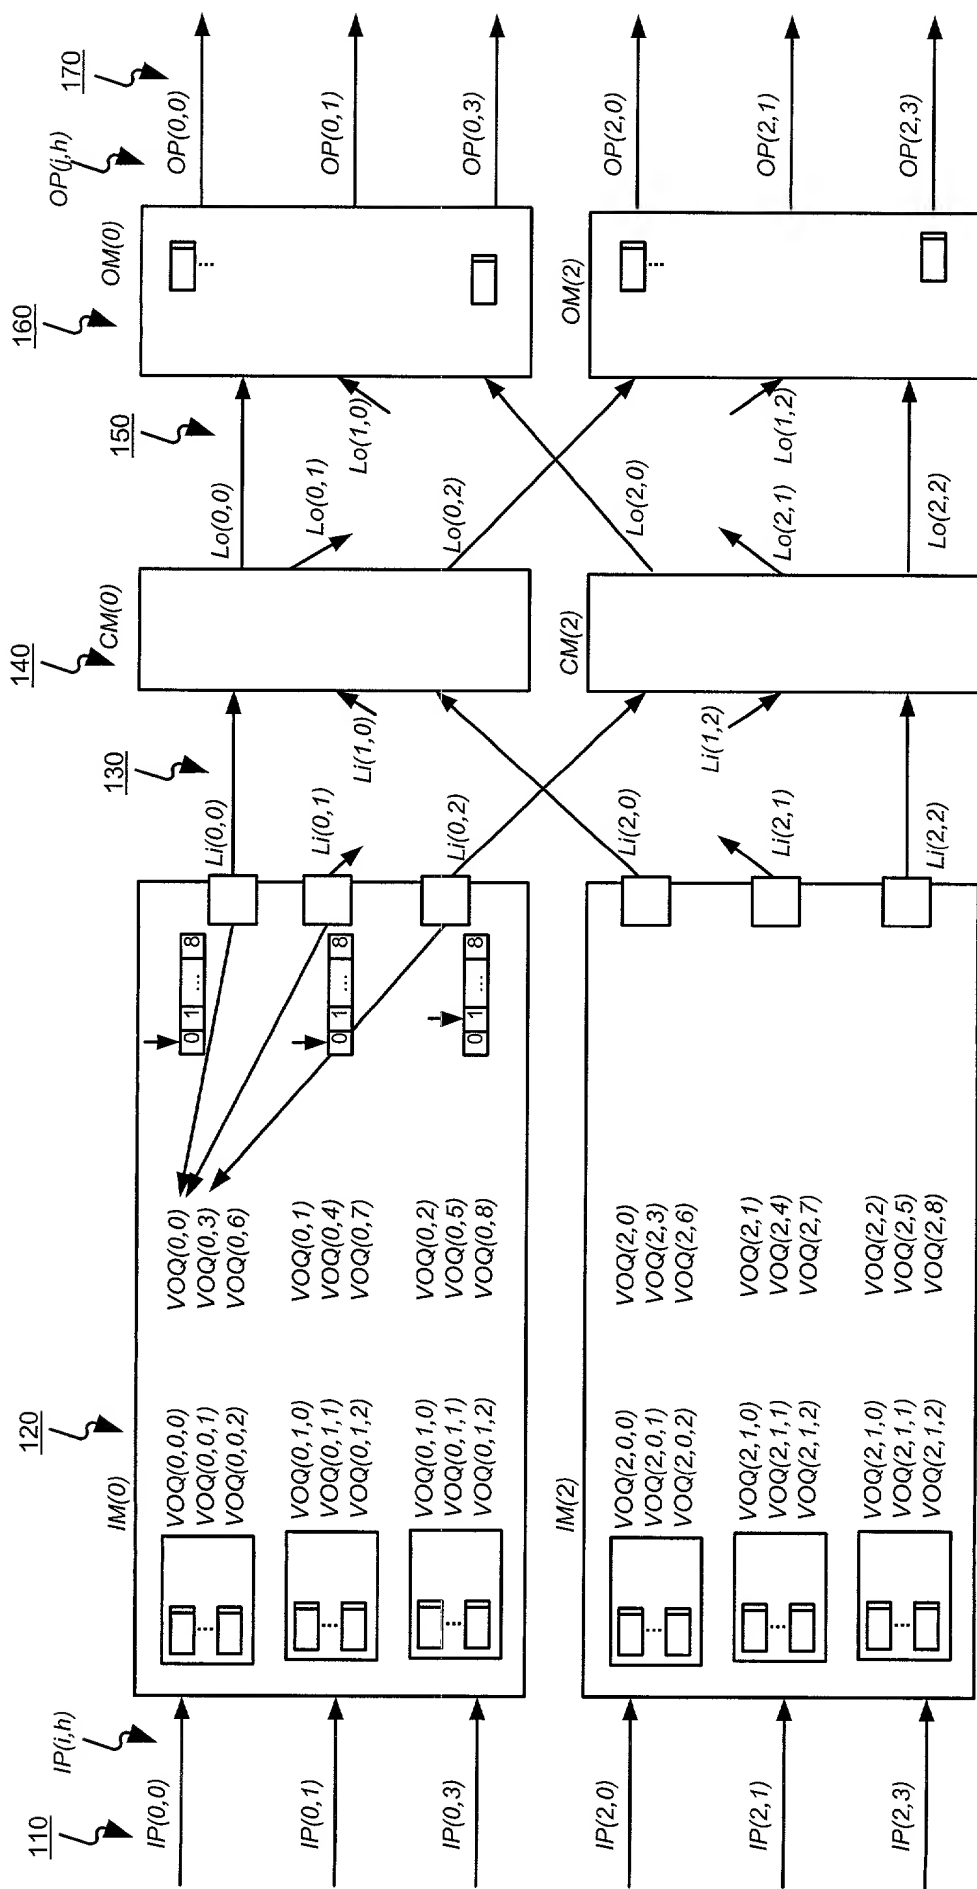 110
IP(i,h)
120
130
140
150
160
OP(j,h)
170
IM(0)
CM(0)
OM(0)
IP(0,0)
VOQ(0,0,0)
VOQ(0,0,1)
VOQ(0,0,2)
VOQ(0,0)
VOQ(0,3)
VOQ(0,6)
0 1 ... 8
Li(0,0)
Lo(0,0)
OP(0,0)
IP(0,1)
VOQ(0,1,0)
VOQ(0,1,1)
VOQ(0,1,2)
VOQ(0,1)
VOQ(0,4)
VOQ(0,7)
0 1 ... 8
Li(0,1)
Li(1,0)
Lo(0,1)
Lo(1,0)
OP(0,1)
IP(0,3)
VOQ(0,1,0)
VOQ(0,1,1)
VOQ(0,1,2)
VOQ(0,2)
VOQ(0,5)
VOQ(0,8)
0 1 ... 8
Li(0,2)
Lo(0,2)
OP(0,3)
IM(2)
CM(2)
OM(2)
IP(2,0)
VOQ(2,0,0)
VOQ(2,0,1)
VOQ(2,0,2)
VOQ(2,0)
VOQ(2,3)
VOQ(2,6)
Li(2,0)
Lo(2,0)
OP(2,0)
IP(2,1)
VOQ(2,1,0)
VOQ(2,1,1)
VOQ(2,1,2)
VOQ(2,1)
VOQ(2,4)
VOQ(2,7)
Li(2,1)
Li(1,2)
Lo(2,1)
Lo(1,2)
OP(2,1)
IP(2,3)
VOQ(2,1,0)
VOQ(2,1,1)
VOQ(2,1,2)
VOQ(2,2)
VOQ(2,5)
VOQ(2,8)
Li(2,2)
Lo(2,2)
OP(2,3)